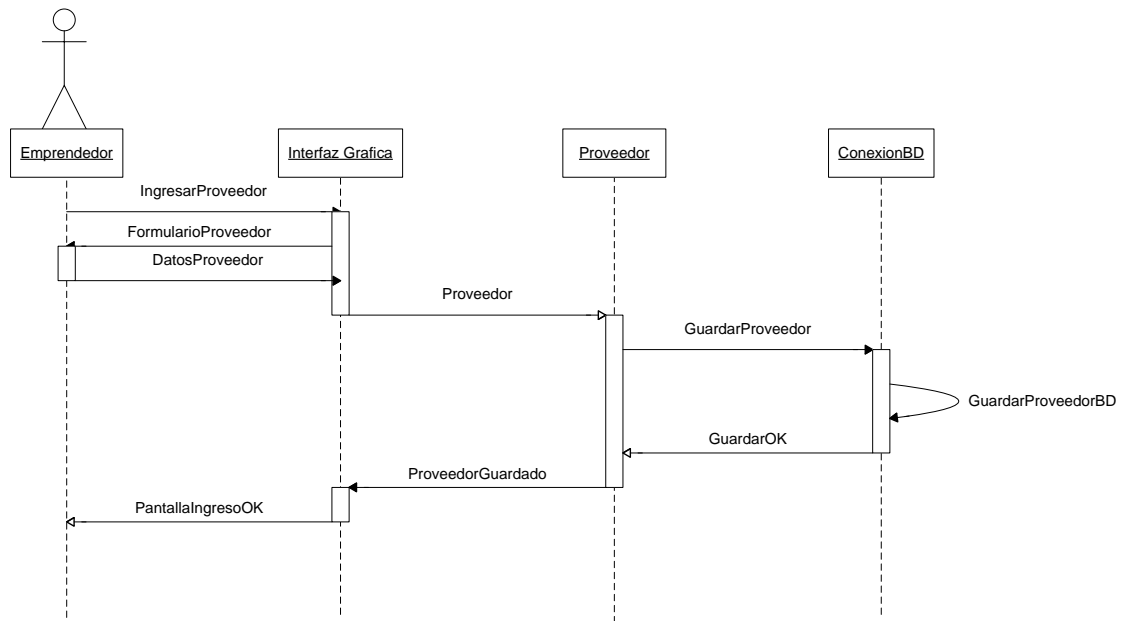 Emprendedor
Interfaz Grafica
Proveedor
ConexionBD
IngresarProveedor
FormularioProveedor
DatosProveedor
Proveedor
GuardarProveedor
GuardarProveedorBD
GuardarOK
ProveedorGuardado
PantallaIngresoOK